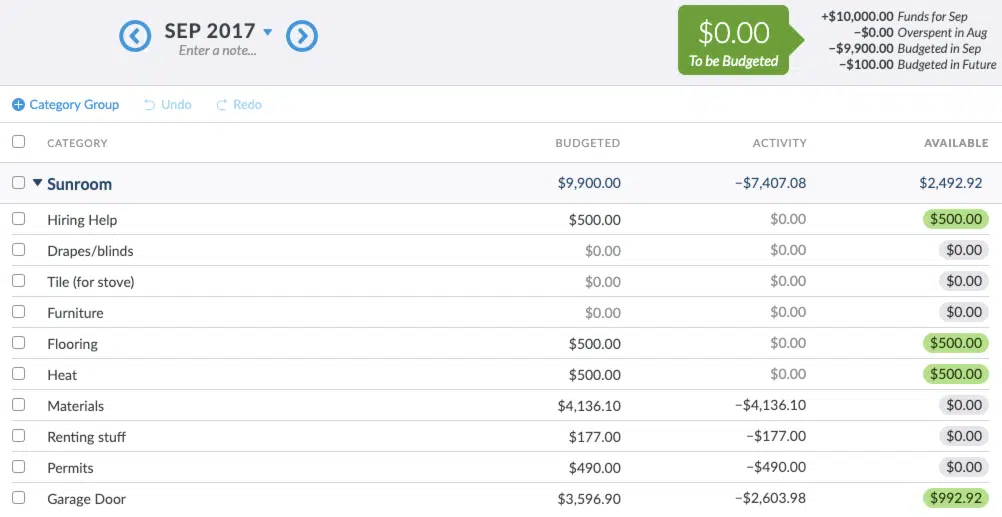 SEP 2017
Enter a note...
$0.00
To be Budgeted
+$10,000.00 Funds for Sep
−$0.00 Overspent in Aug
−$9,900.00 Budgeted in Sep
−$100.00 Budgeted in Future
Category Group Undo Redo
CATEGORY BUDGETED ACTIVITY AVAILABLE
Sunroom $9,900.00 −$7,407.08 $2,492.92
Hiring Help $500.00 $0.00 $500.00
Drapes/blinds $0.00 $0.00 $0.00
Tile (for stove) $0.00 $0.00 $0.00
Furniture $0.00 $0.00 $0.00
Flooring $500.00 $0.00 $500.00
Heat $500.00 $0.00 $500.00
Materials $4,136.10 −$4,136.10 $0.00
Renting stuff $177.00 −$177.00 $0.00
Permits $490.00 −$490.00 $0.00
Garage Door $3,596.90 −$2,603.98 $992.92